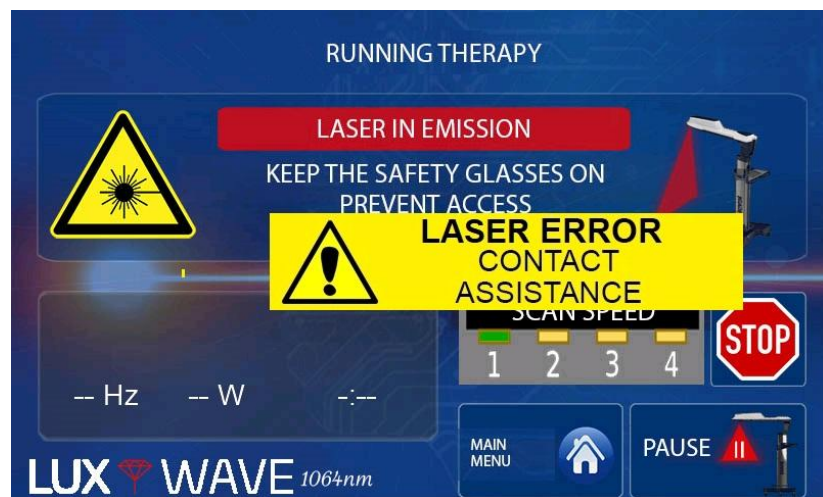 RUNNING THERAPY
LASER IN EMISSION
KEEP THE SAFETY GLASSES ON
PREVENT ACCESS
LASER ERROR
CONTACT
ASSISTANCE
SCAN SPEED
1 2 3 4
STOP
-- Hz -- W -:--
MAIN
MENU
PAUSE
LUX WAVE 1064nm